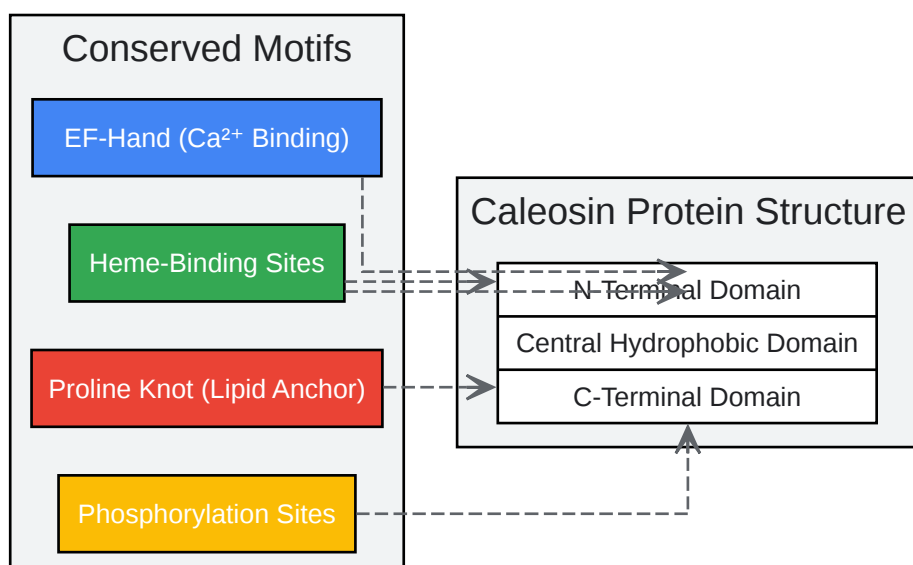 Conserved Motifs
EF-Hand (Ca²⁺ Binding)
Heme-Binding Sites
Proline Knot (Lipid Anchor)
Phosphorylation Sites
Caleosin Protein Structure
N-Terminal Domain
Central Hydrophobic Domain
C-Terminal Domain